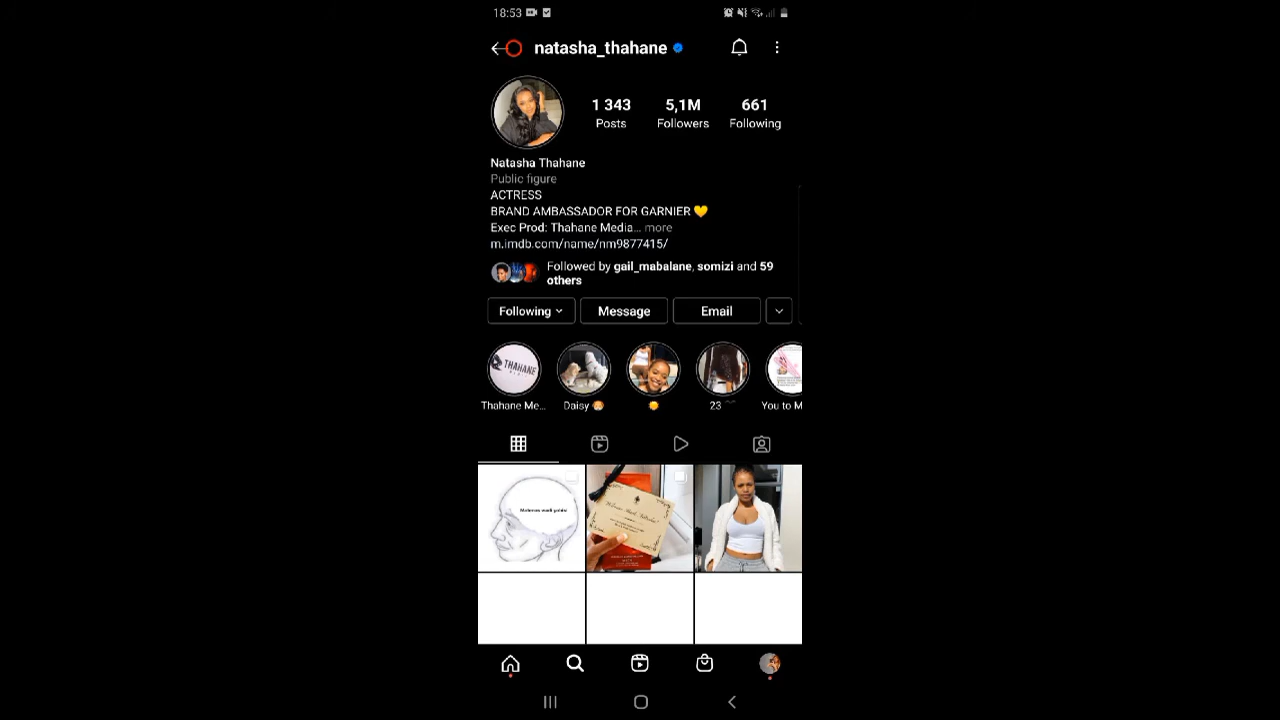 18:53
natasha_thahane
1 343
5,1M
661
Posts
Followers
Following
Natasha Thahane
Public figure
ACTRESS
BRAND AMBASSADOR FOR GARNIER 💛
Exec Prod: Thahane Media... more
m.imdb.com/name/nm9877415/
Followed by gail_mabalane, somizi and 59
others
Following
Message
Email
THAHANE
Thahane Me...
Daisy
23
You to M